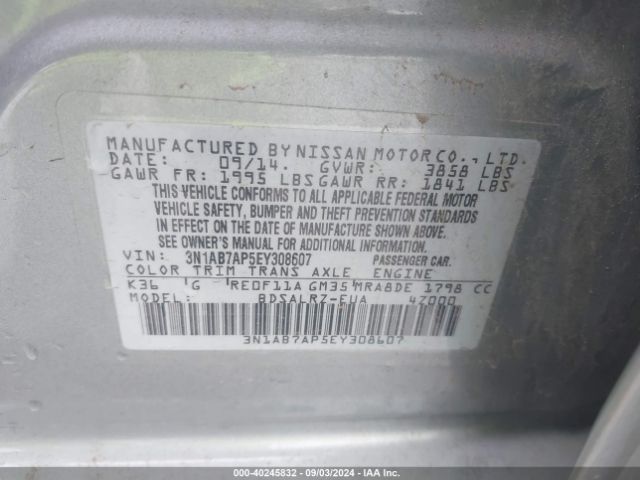 MANUFACTURED BY NISSAN MOTOR CO., LTD.
DATE: 09/14. GVWR: 3858 LBS
GAWR FR: 1995 LBS GAWR RR: 1841 LBS
THIS VEHICLE CONFORMS TO ALL APPLICABLE FEDERAL MOTOR
VEHICLE SAFETY, BUMPER AND THEFT PREVENTION STANDARDS
IN EFFECT ON THE DATE OF MANUFACTURE SHOWN ABOVE.
SEE OWNER'S MANUAL FOR ADDITIONAL INFORMATION.
VIN: 3N1AB7AP5EY308607 PASSENGER CAR.
COLOR TRIM TRANS AXLE ENGINE
K36 G RE0F11A GM35 MRA8DE 1798 CC
MODEL: BDSALRZ-EUA 47000
3N1AB7AP5EY308607
000-40245832 - 09/03/2024 - IAA Inc.